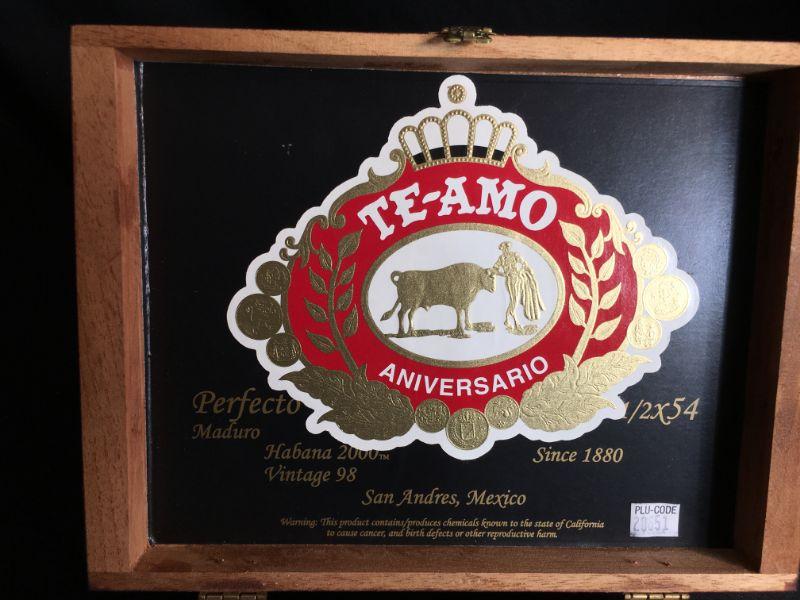 TE-AMO
ANIVERSARIO
Perfecto 1/2x54
Maduro
Habana 2000™ Since 1880
Vintage 98
San Andres, Mexico
Warning: This product contains/produces chemicals known to the state of California
to cause cancer, and birth defects or other reproductive harm.
PLU-CODE